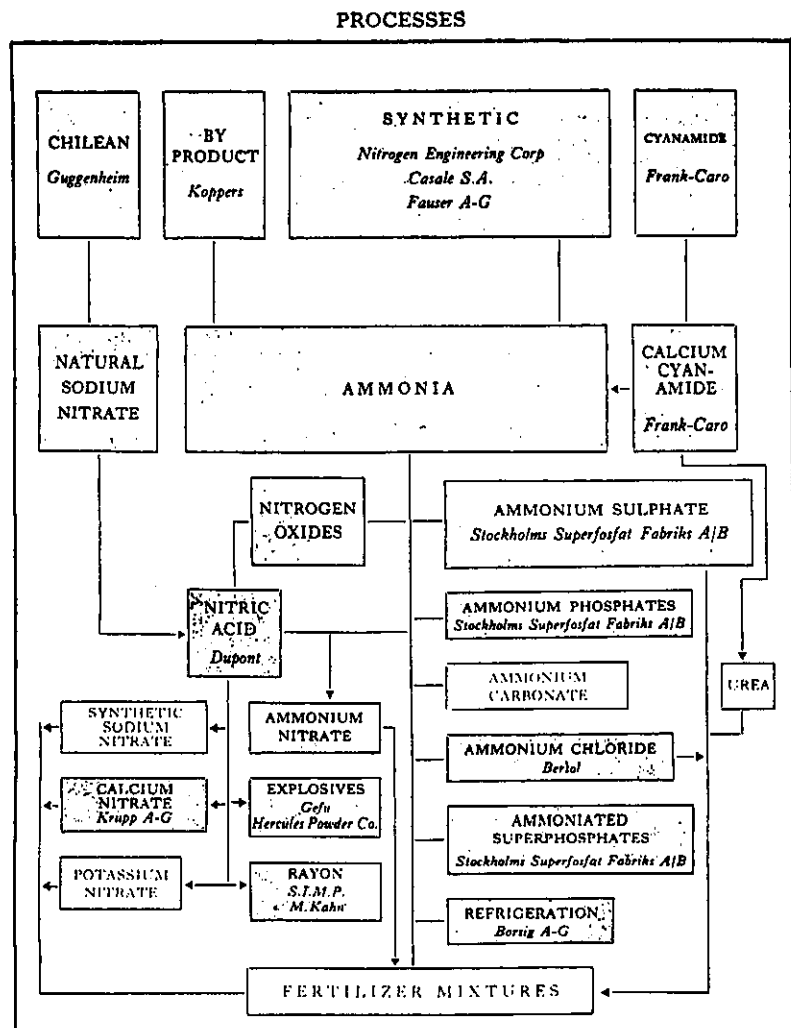 PROCESSES
CHILEAN
Guggenheim
BY
PRODUCT
Koppers
SYNTHETIC
Nitrogen Engineering Corp
Casale S.A.
Fauser A-G
CYANAMIDE
Frank-Caro
NATURAL
SODIUM
NITRATE
AMMONIA
CALCIUM
CYAN-
AMIDE
Frank-Caro
NITROGEN
OXIDES
AMMONIUM SULPHATE
Stockholms Superfosfat Fabriks A/B
NITRIC
ACID
Dupont
AMMONIUM PHOSPHATES
Stockholms Superfosfat Fabriks A/B
AMMONIUM
CARBONATE
UREA
SYNTHETIC
SODIUM
NITRATE
AMMONIUM
NITRATE
AMMONIUM CHLORIDE
CALCIUM
NITRATE
Krupp A-G
EXPLOSIVES
Hercules Powder Co.
AMMONIATED
SUPERPHOSPHATES
Stockholms Superfosfat Fabriks A/B
POTASSIUM
NITRATE
RAYON
S.I.M.P.
M. Kahn
REFRIGERATION
Borsig A-G
FERTILIZER MIXTURES